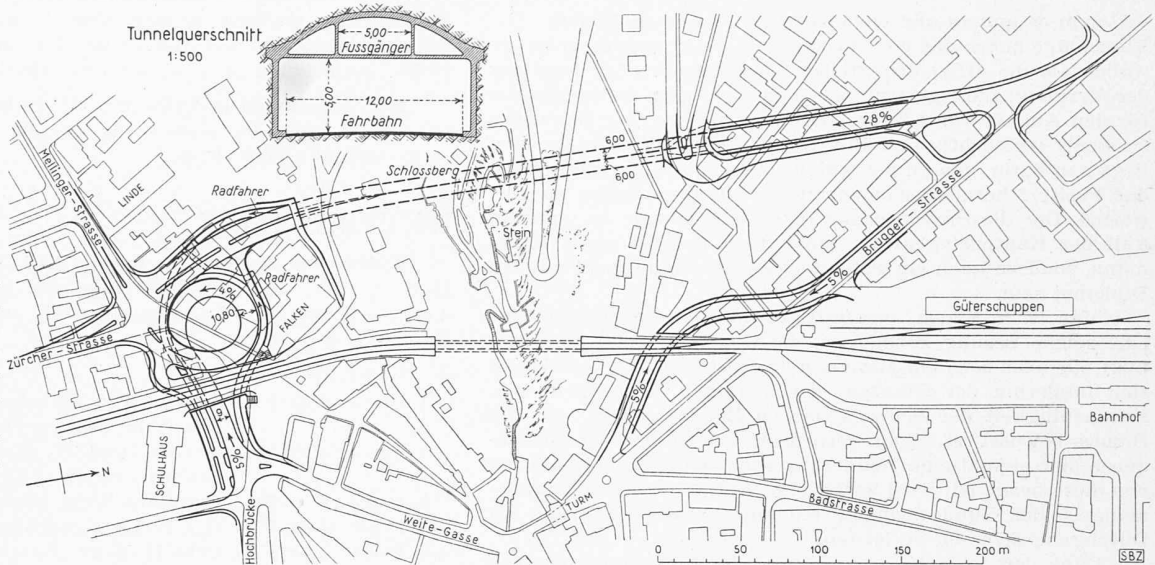 Tunnelquerschnitt
1:500
5,00
Fussgänger
5,00
12,00
Fahrbahn
Mellinger-Strasse
LINDE
Radfahrer
Schlossberg
6,00
6,00
2,8%
Stein
Brugger-Strasse
5%
Radfahrer
4%
10,80
FALKEN
Güterschuppen
Zürcher-Strasse
5%
Bahnhof
N
9
5%
SCHULHAUS
Hochbrücke
Weite-Gasse
TURM
Badstrasse
0 50 100 150 200 m
SBZ